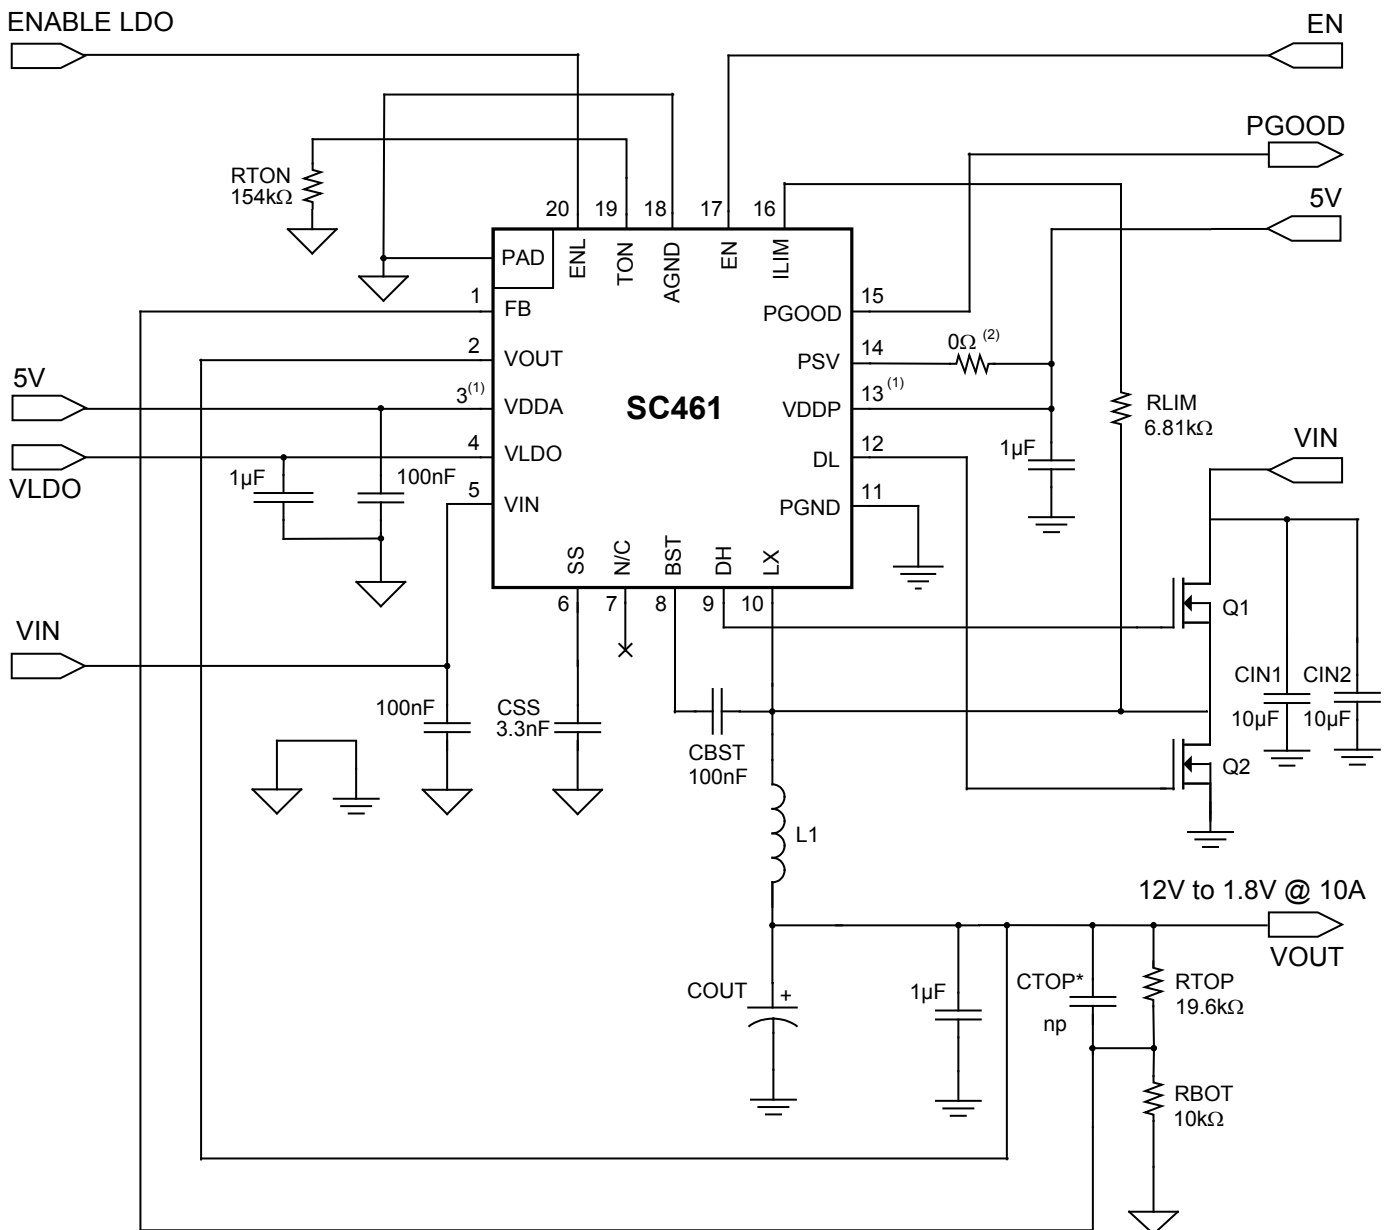 ENABLE LDO
EN
PGOOD
RTON
154kΩ
5V
20
19
18
17
16
PAD
ENL
TON
AGND
EN
ILIM
1
FB
PGOOD
15
2
VOUT
PSV
14
0Ω (2)
5V
3(1)
VDDA
SC461
VDDP
13 (1)
RLIM
6.81kΩ
VLDO
4
VLDO
DL
12
1µF
VIN
1µF
100nF
5
VIN
PGND
11
SS
N/C
BST
DH
LX
6
7
8
9
10
Q1
VIN
CIN1
10µF
CIN2
10µF
100nF
CSS
3.3nF
CBST
100nF
Q2
L1
12V to 1.8V @ 10A
VOUT
COUT
+
1µF
CTOP*
np
RTOP
19.6kΩ
RBOT
10kΩ